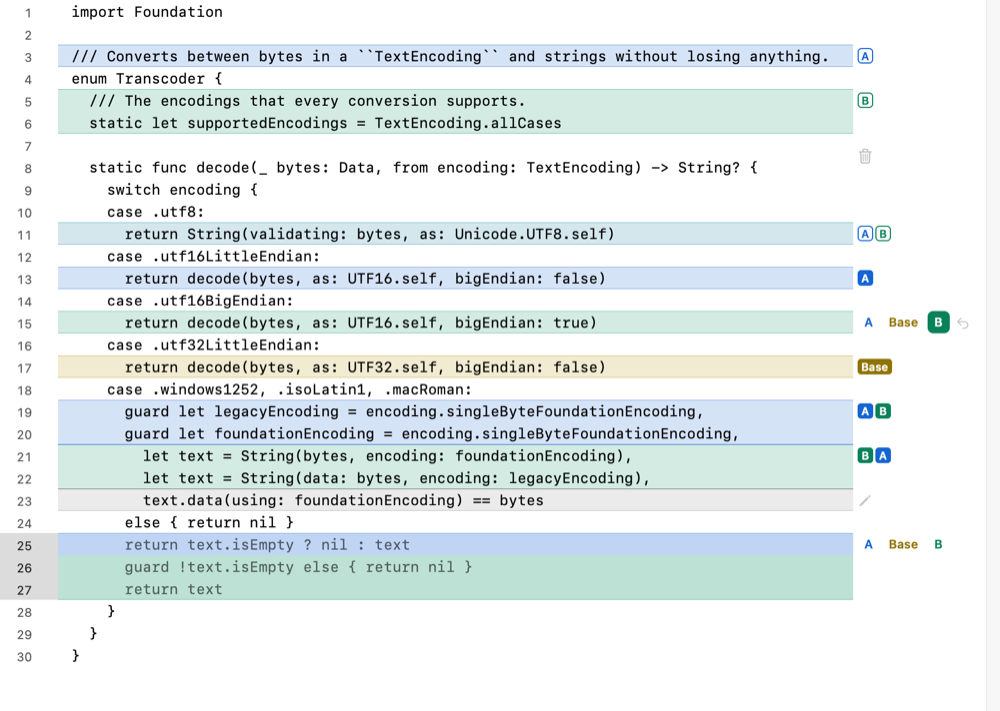 1 import Foundation
2
3 /// Converts between bytes in a ``TextEncoding`` and strings without losing anything. A
4 enum Transcoder {
5 /// The encodings that every conversion supports. B
6 static let supportedEncodings = TextEncoding.allCases
7
8 static func decode(_ bytes: Data, from encoding: TextEncoding) -> String? {
9 switch encoding {
10 case .utf8:
11 return String(validating: bytes, as: Unicode.UTF8.self) A B
12 case .utf16LittleEndian:
13 return decode(bytes, as: UTF16.self, bigEndian: false) A
14 case .utf16BigEndian:
15 return decode(bytes, as: UTF16.self, bigEndian: true) A Base B
16 case .utf32LittleEndian:
17 return decode(bytes, as: UTF32.self, bigEndian: false) Base
18 case .windows1252, .isoLatin1, .macRoman:
19 guard let legacyEncoding = encoding.singleByteFoundationEncoding, A B
20 guard let foundationEncoding = encoding.singleByteFoundationEncoding,
21 let text = String(bytes, encoding: foundationEncoding), B A
22 let text = String(data: bytes, encoding: legacyEncoding),
23 text.data(using: foundationEncoding) == bytes
24 else { return nil }
25 return text.isEmpty ? nil : text A Base B
26 guard !text.isEmpty else { return nil }
27 return text
28 }
29 }
30 }